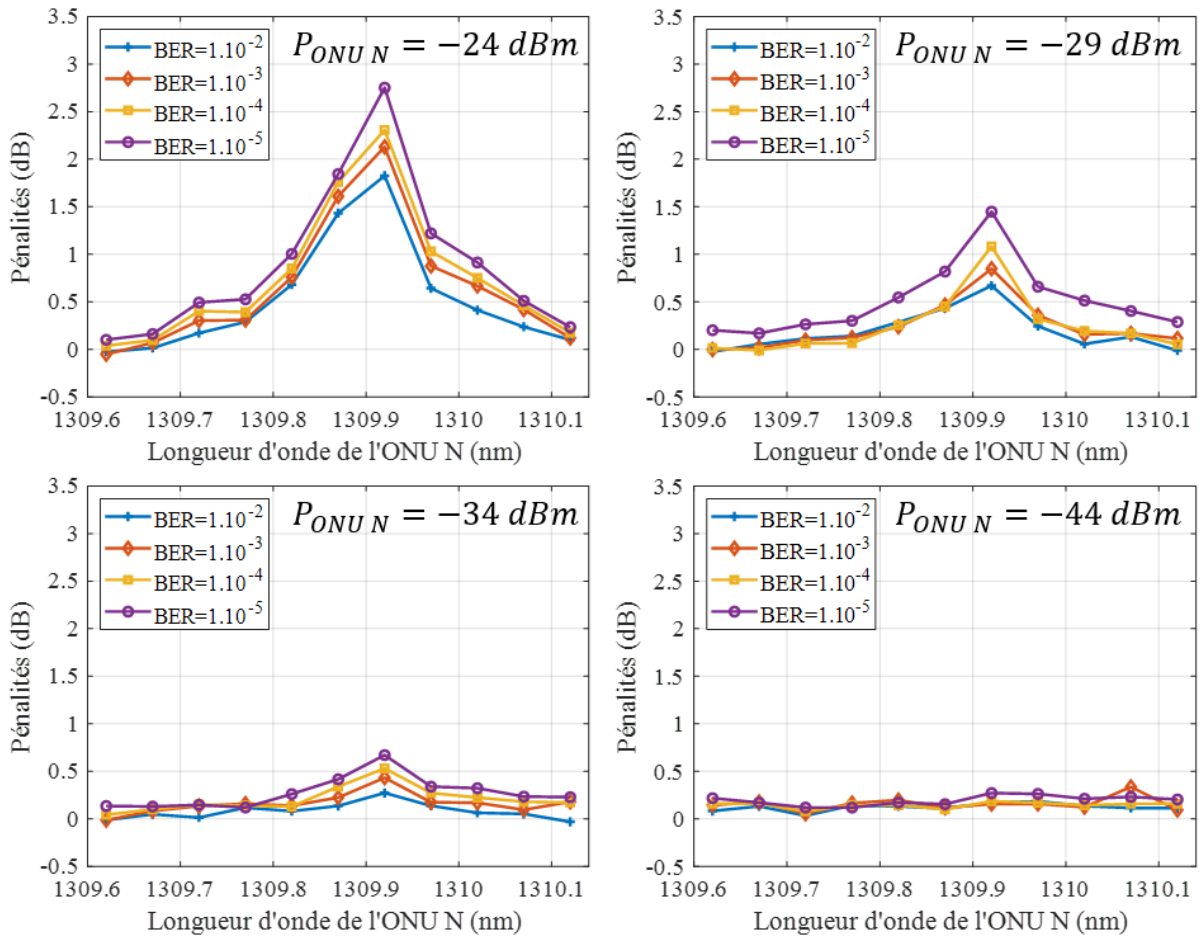 3.5
3
2.5
2
1.5
1
0.5
0
-0.5
Pénalités (dB)
BER=1.10-2
BER=1.10-3
BER=1.10-4
BER=1.10-5
P ONU N = −24 dBm
1309.6 1309.7 1309.8 1309.9 1310 1310.1
Longueur d'onde de l'ONU N (nm)
3.5
3
2.5
2
1.5
1
0.5
0
-0.5
Pénalités (dB)
BER=1.10-2
BER=1.10-3
BER=1.10-4
BER=1.10-5
P ONU N = −29 dBm
1309.6 1309.7 1309.8 1309.9 1310 1310.1
Longueur d'onde de l'ONU N (nm)
3.5
3
2.5
2
1.5
1
0.5
0
-0.5
Pénalités (dB)
BER=1.10-2
BER=1.10-3
BER=1.10-4
BER=1.10-5
P ONU N = −34 dBm
1309.6 1309.7 1309.8 1309.9 1310 1310.1
Longueur d'onde de l'ONU N (nm)
3.5
3
2.5
2
1.5
1
0.5
0
-0.5
Pénalités (dB)
BER=1.10-2
BER=1.10-3
BER=1.10-4
BER=1.10-5
P ONU N = −44 dBm
1309.6 1309.7 1309.8 1309.9 1310 1310.1
Longueur d'onde de l'ONU N (nm)